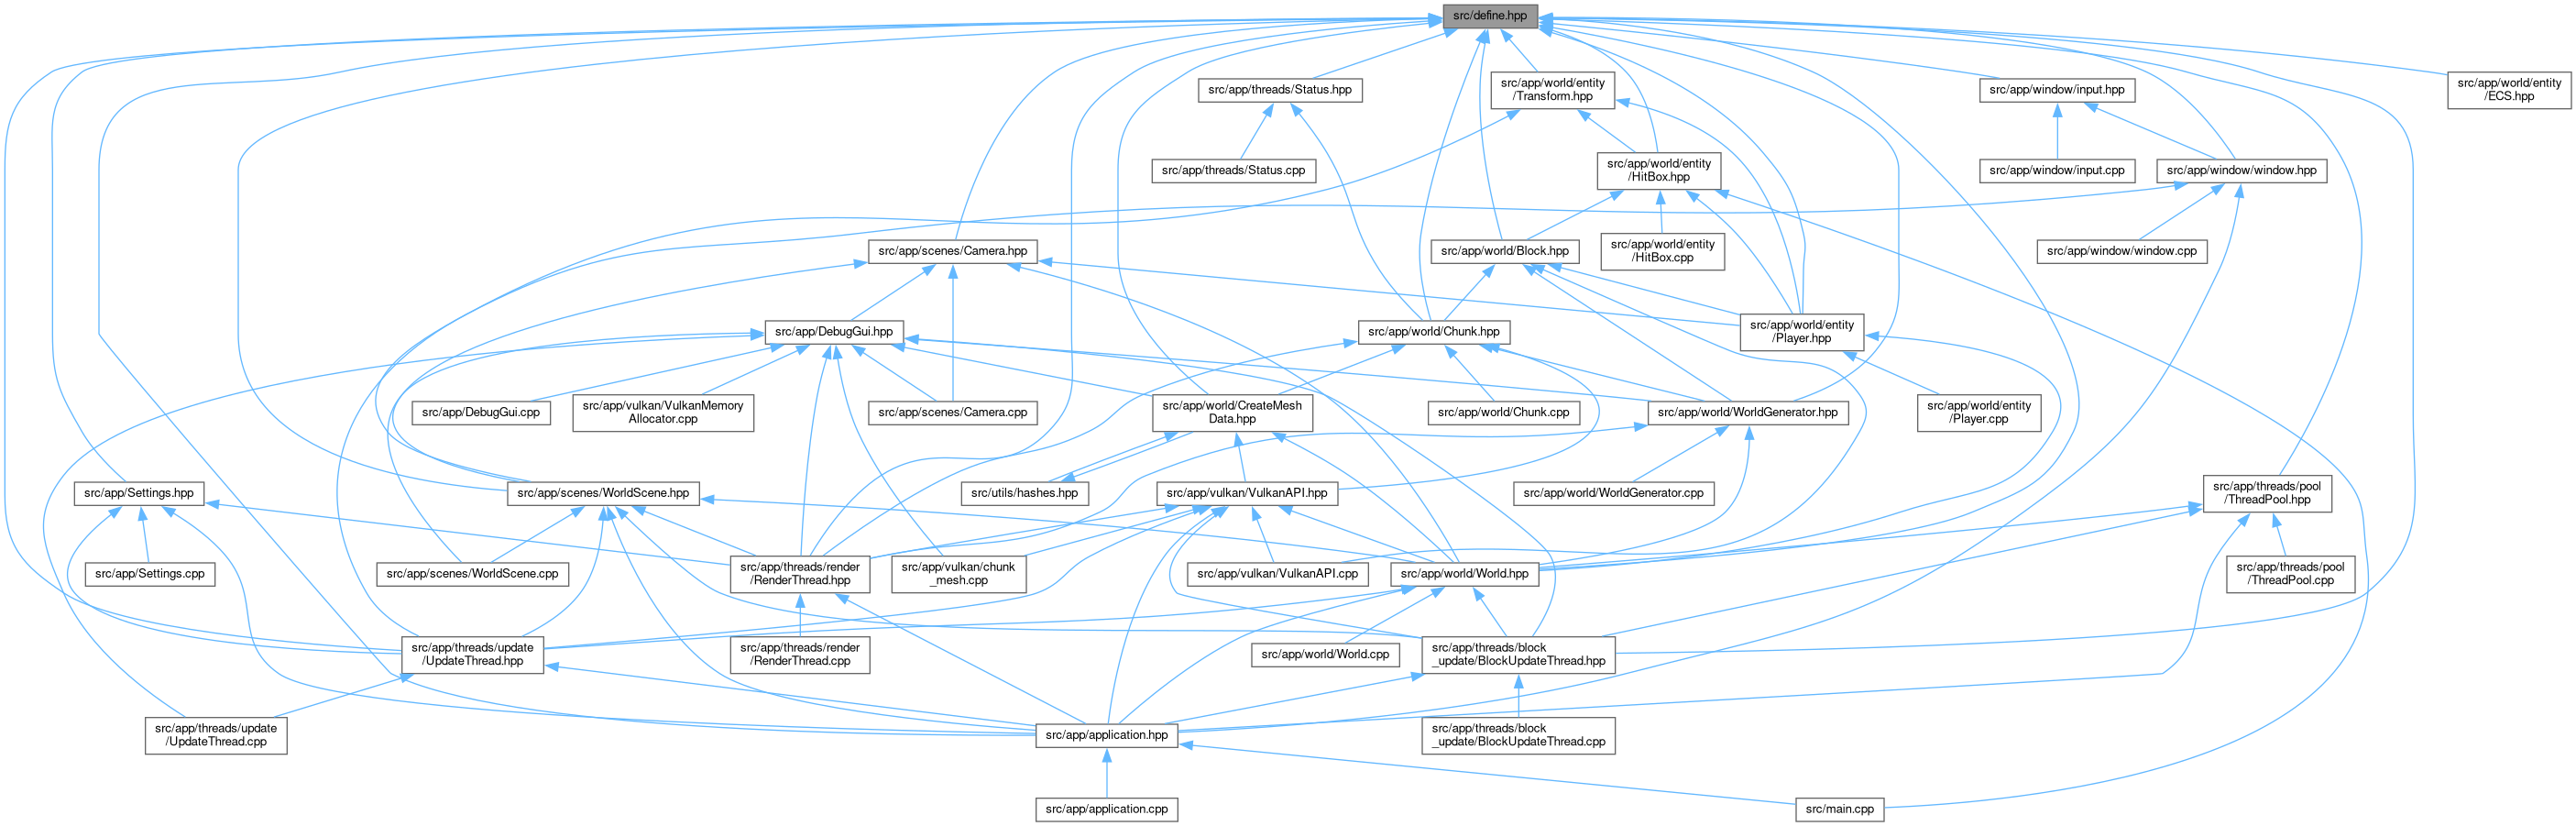 src/define.hpp
src/app/threads/Status.hpp
src/app/world/entity
/Transform.hpp
src/app/window/input.hpp
src/app/world/entity
/ECS.hpp
src/app/threads/Status.cpp
src/app/world/entity
/HitBox.hpp
src/app/window/input.cpp
src/app/window/window.hpp
src/app/scenes/Camera.hpp
src/app/world/Block.hpp
src/app/world/entity
/HitBox.cpp
src/app/window/window.cpp
src/app/DebugGui.hpp
src/app/world/Chunk.hpp
src/app/world/entity
/Player.hpp
src/app/DebugGui.cpp
src/app/vulkan/VulkanMemory
Allocator.cpp
src/app/scenes/Camera.cpp
src/app/world/CreateMesh
Data.hpp
src/app/world/Chunk.cpp
src/app/world/WorldGenerator.hpp
src/app/world/entity
/Player.cpp
src/app/Settings.hpp
src/app/scenes/WorldScene.hpp
src/utils/hashes.hpp
src/app/vulkan/VulkanAPI.hpp
src/app/world/WorldGenerator.cpp
src/app/threads/pool
/ThreadPool.hpp
src/app/Settings.cpp
src/app/scenes/WorldScene.cpp
src/app/threads/render
/RenderThread.hpp
src/app/vulkan/chunk
_mesh.cpp
src/app/vulkan/VulkanAPI.cpp
src/app/world/World.hpp
src/app/threads/pool
/ThreadPool.cpp
src/app/threads/update
/UpdateThread.hpp
src/app/threads/render
/RenderThread.cpp
src/app/world/World.cpp
src/app/threads/block
_update/BlockUpdateThread.hpp
src/app/threads/update
/UpdateThread.cpp
src/app/application.hpp
src/app/threads/block
_update/BlockUpdateThread.cpp
src/app/application.cpp
src/main.cpp